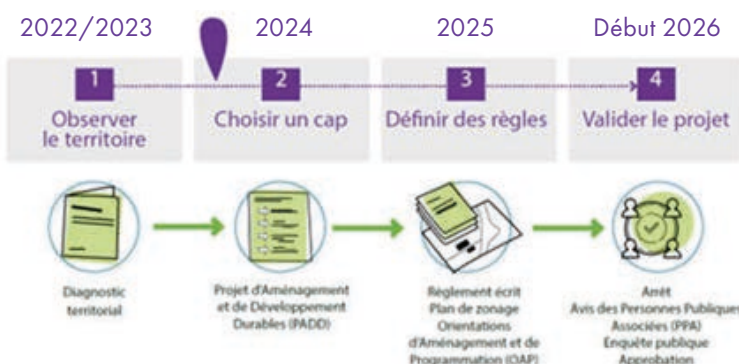 2022/2023
2024
2025
Début 2026
1
2
3
4
Observer
le territoire
Choisir un cap
Définir des règles
Valider le projet
Diagnostic
territorial
Projet d'Aménagement
et de Développement
Durables (PADD)
Règlement écrit
Plan de zonage
Orientations
d'Aménagement et de
Programmation (OAP)
Arrêt
Avis des Personnes Publiques
Associées (PPA)
Enquête publique
Approbation